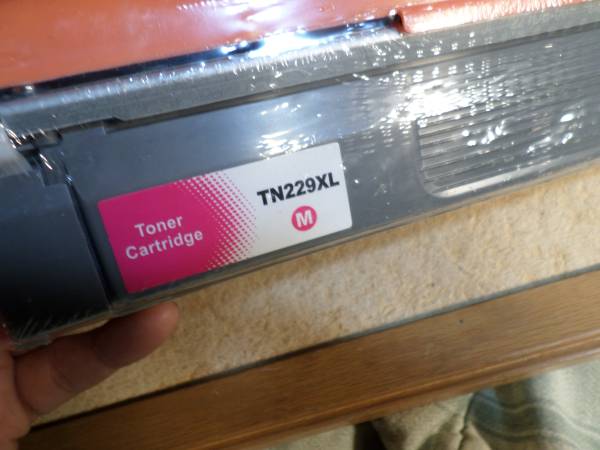 Toner
Cartridge
TN229XL
M